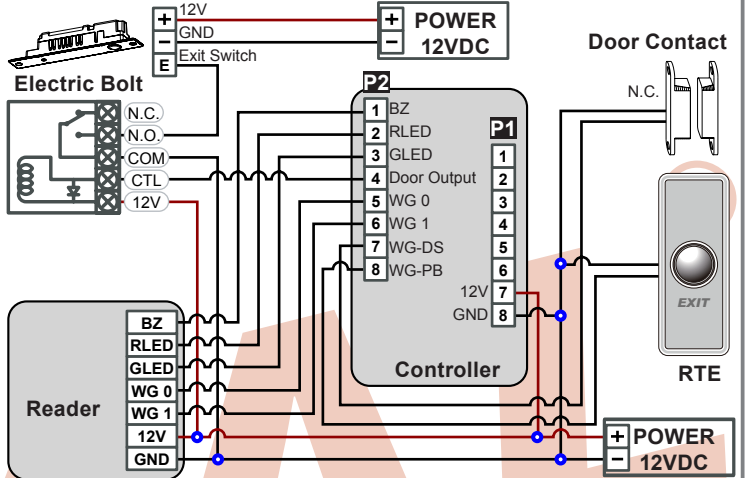 12V
+
GND
−
Exit Switch
E
+ POWER
− 12VDC
Electric Bolt
N.C.
N.O.
COM
CTL
12V
P2
1 BZ
2 RLED
3 GLED
4 Door Output
5 WG 0
6 WG 1
7 WG-DS
8 WG-PB
P1
1
2
3
4
5
6
12V 7
GND 8
Controller
Door Contact
N.C.
EXIT
RTE
Reader
BZ
RLED
GLED
WG 0
WG 1
12V
GND
+ POWER
− 12VDC